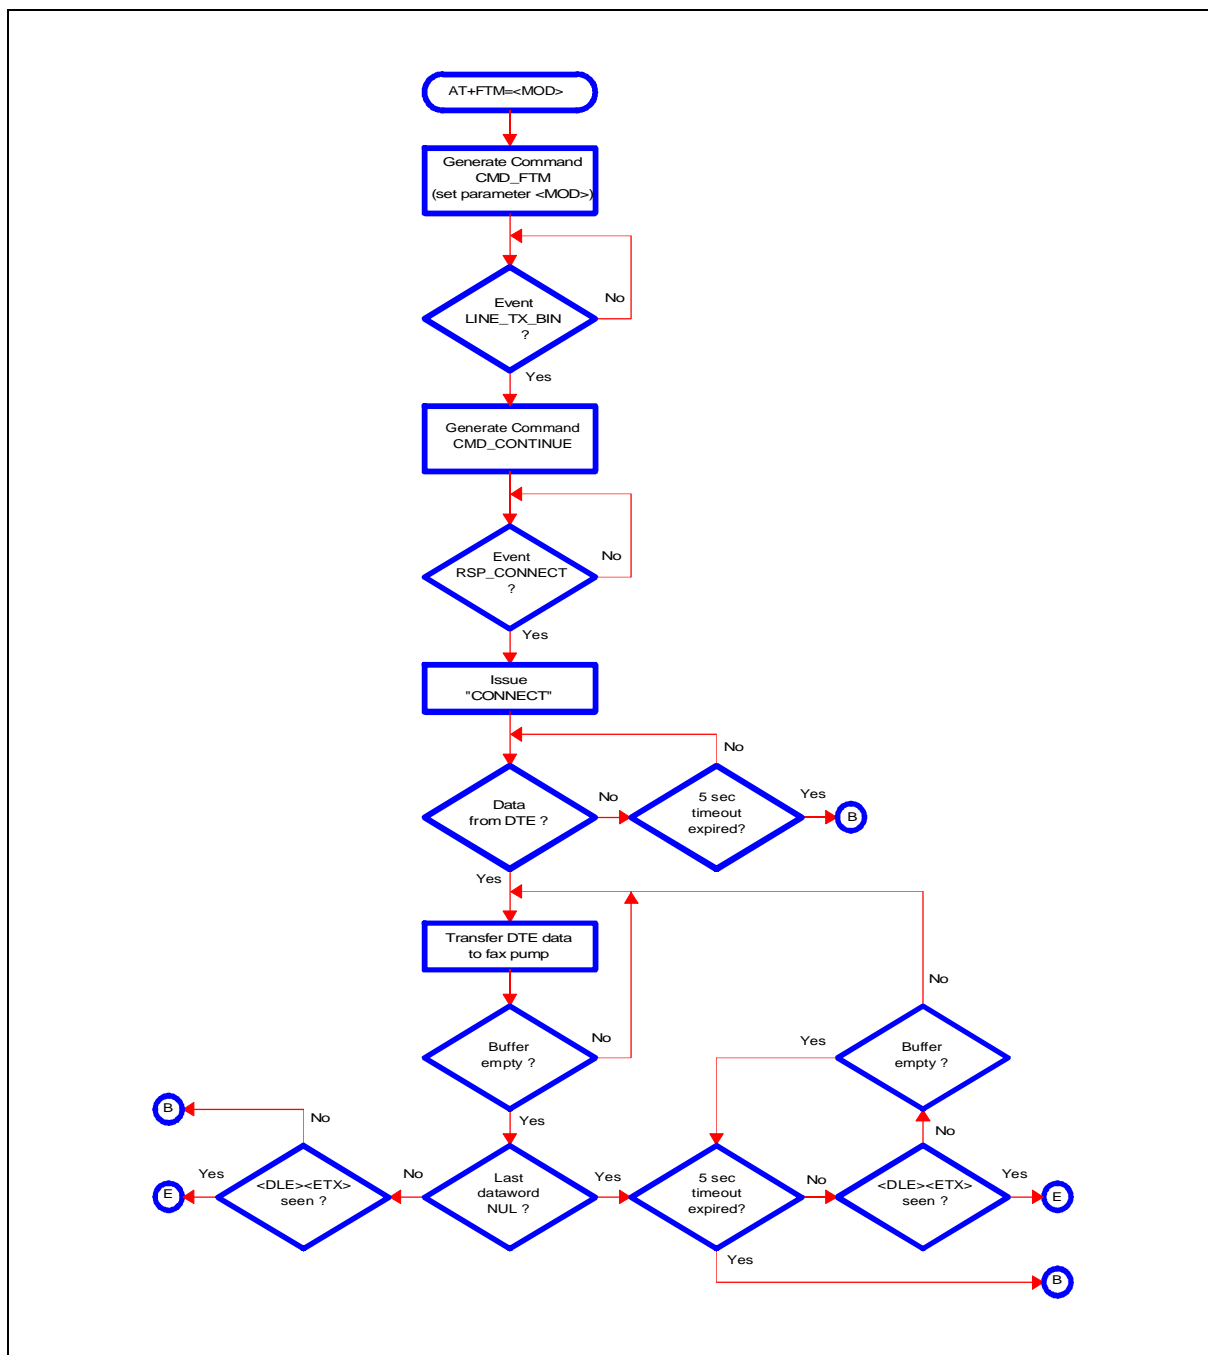 AT+FTM=<MOD>
Generate Command
CMD_FTM
(set parameter <MOD>)
Event
LINE_TX_BIN
?
No
Yes
Generate Command
CMD_CONTINUE
Event
RSP_CONNECT
?
No
Yes
Issue
"CONNECT"
No
Data
from DTE ?
No
5 sec
timeout
expired?
Yes
B
Yes
Transfer DTE data
to fax pump
No
Buffer
empty ?
No
Yes
Buffer
empty ?
Yes
B
No
No
Yes
E
<DLE><ETX>
seen ?
No
Last
dataword
NUL ?
Yes
5 sec
timeout
expired?
No
<DLE><ETX>
seen ?
Yes
E
Yes
B